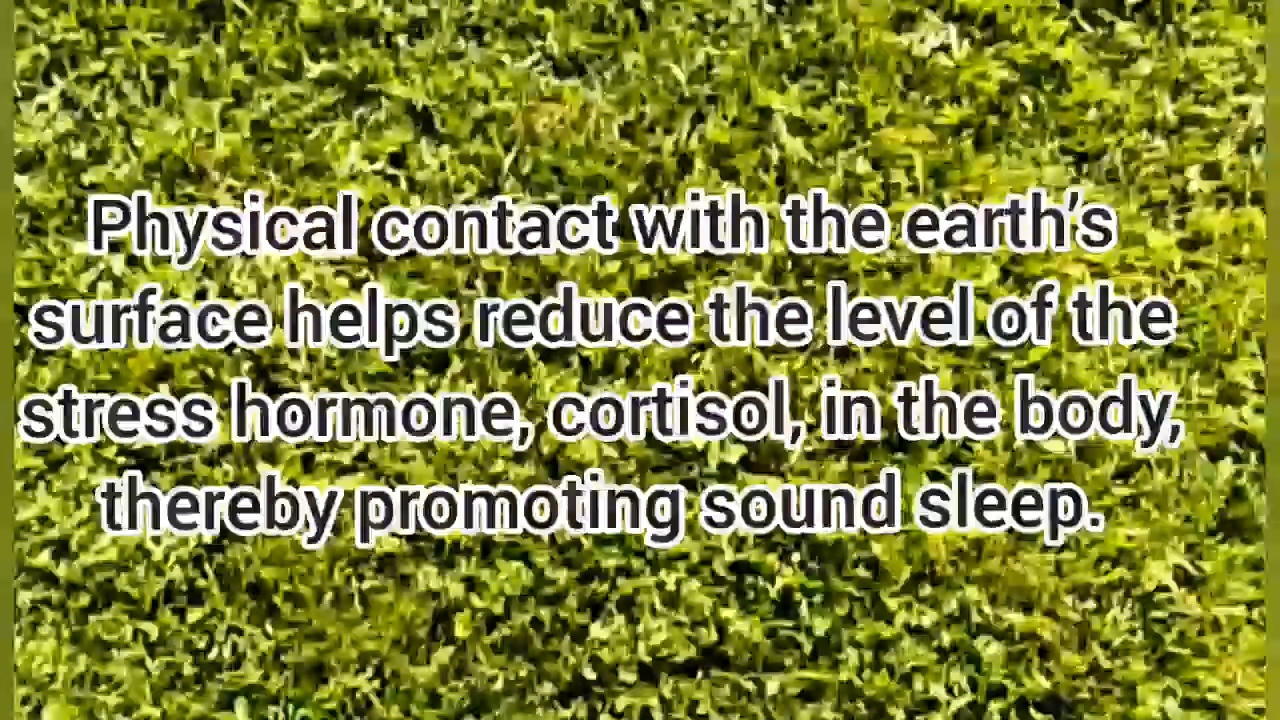 Physical contact with the earth’s
surface helps reduce the level of the
stress hormone, cortisol, in the body,
thereby promoting sound sleep.